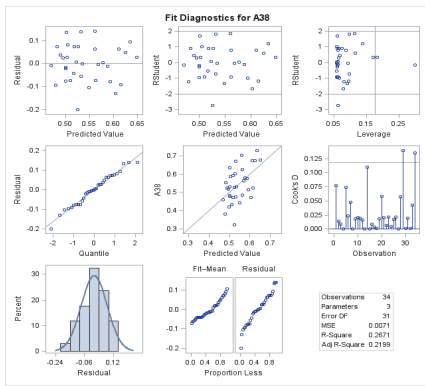 Fit Diagnostics for A38
Residual
0.1
0.0
-0.1
-0.2
0.50 0.55 0.60 0.65
Predicted Value
RStudent
2
1
0
-1
-2
-3
0.50 0.55 0.60 0.65
Predicted Value
RStudent
2
1
0
-1
-2
-3
0.05 0.15 0.25
Leverage
Residual
0.2
0.1
0.0
-0.1
-0.2
-2 -1 0 1 2
Quantile
A38
0.7
0.6
0.5
0.4
0.3
0.3 0.4 0.5 0.6 0.7
Predicted Value
Cook's D
0.125
0.100
0.075
0.050
0.025
0.000
0 10 20 30
Observation
Percent
30
20
10
0
-0.24 -0.06 0.12
Residual
Fit–Mean Residual
0.1
0.0
-0.1
-0.2
0.0 0.4 0.8 0.0 0.4 0.8
Proportion Less
Observations 34
Parameters 3
Error DF 31
MSE 0.0071
R-Square 0.2671
Adj R-Square 0.2199